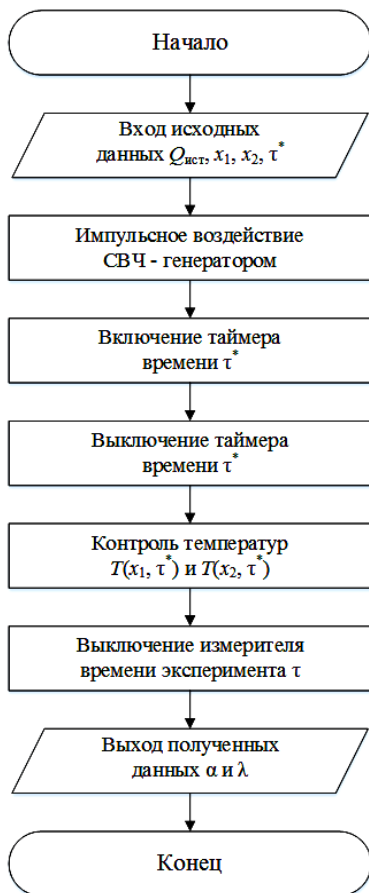 Начало
Вход исходных
данных Qист, x1, x2, τ*
Импульсное воздействие
СВЧ - генератором
Включение таймера
времени τ*
Выключение таймера
времени τ*
Контроль температур
T(x1, τ*) и T(x2, τ*)
Выключение измерителя
времени эксперимента τ
Выход полученных
данных α и λ
Конец